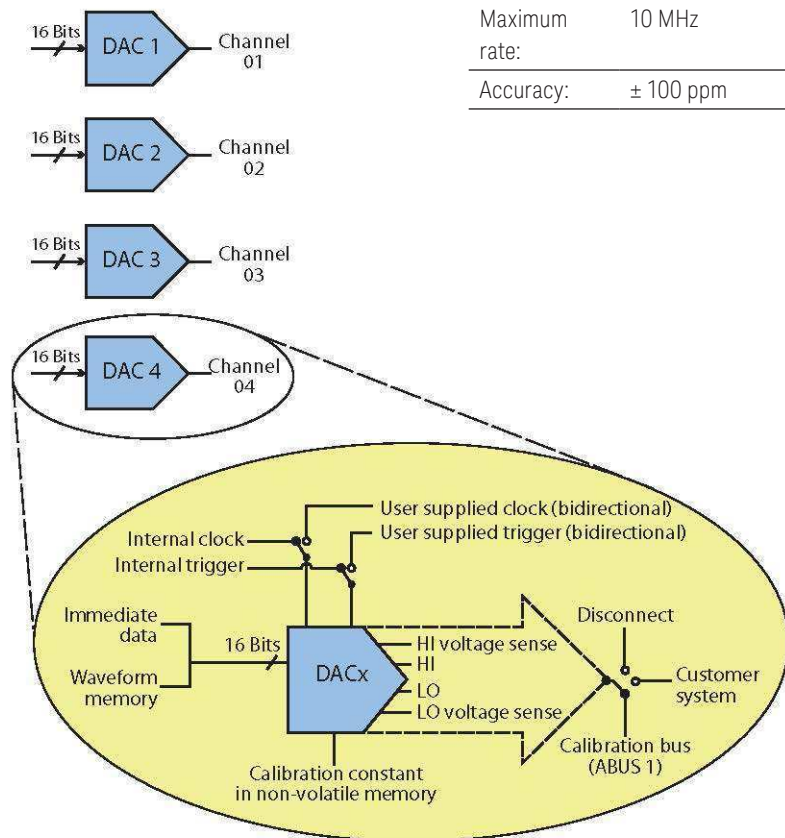 Maximum rate: 10 MHz
Accuracy: ± 100 ppm
16 Bits
DAC 1
Channel
01
16 Bits
DAC 2
Channel
02
16 Bits
DAC 3
Channel
03
16 Bits
DAC 4
Channel
04
User supplied clock (bidirectional)
Internal clock
User supplied trigger (bidirectional)
Internal trigger
Immediate
data
Waveform
memory
16 Bits
DACx
HI voltage sense
HI
LO
LO voltage sense
Calibration constant
in non-volatile memory
Disconnect
Customer
system
Calibration bus
(ABUS 1)